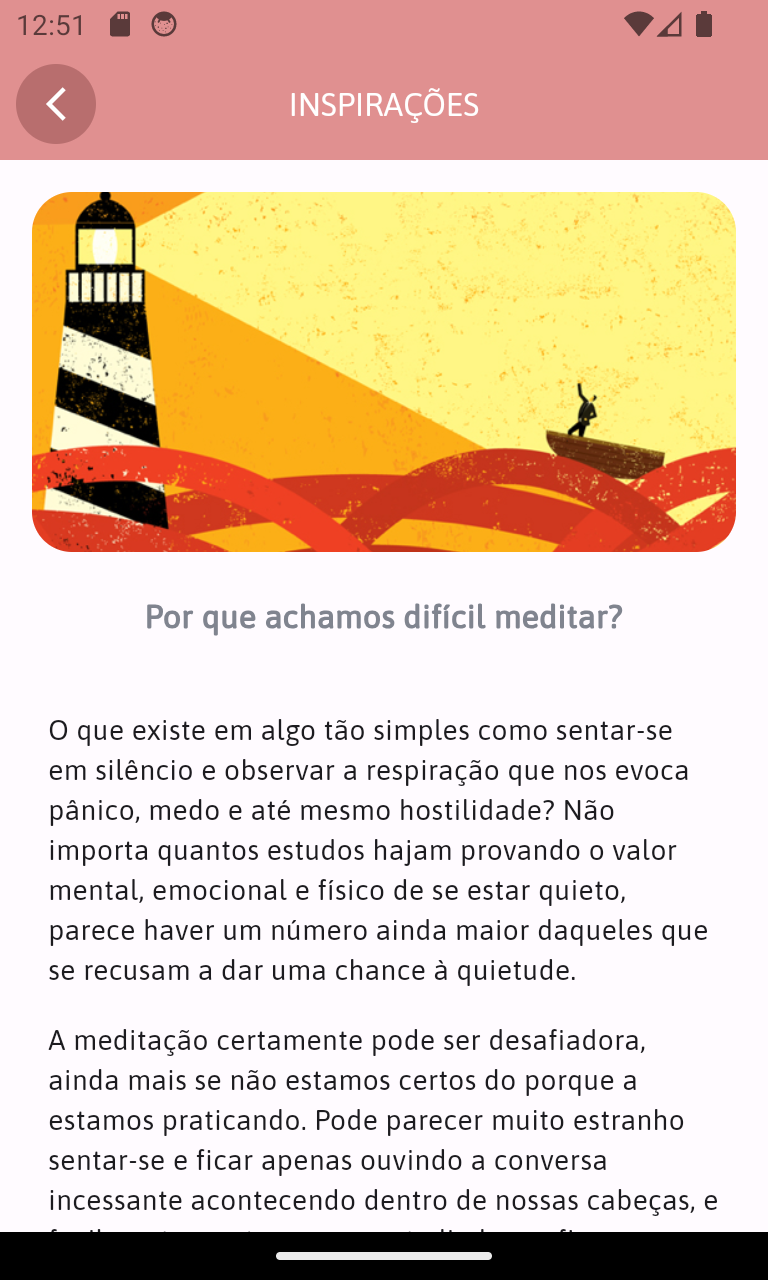 12:51
INSPIRAÇÕES
Por que achamos difícil meditar?
O que existe em algo tão simples como sentar-se
em silêncio e observar a respiração que nos evoca
pânico, medo e até mesmo hostilidade? Não
importa quantos estudos hajam provando o valor
mental, emocional e físico de se estar quieto,
parece haver um número ainda maior daqueles que
se recusam a dar uma chance à quietude.
A meditação certamente pode ser desafiadora,
ainda mais se não estamos certos do porque a
estamos praticando. Pode parecer muito estranho
sentar-se e ficar apenas ouvindo a conversa
incessante acontecendo dentro de nossas cabeças, e